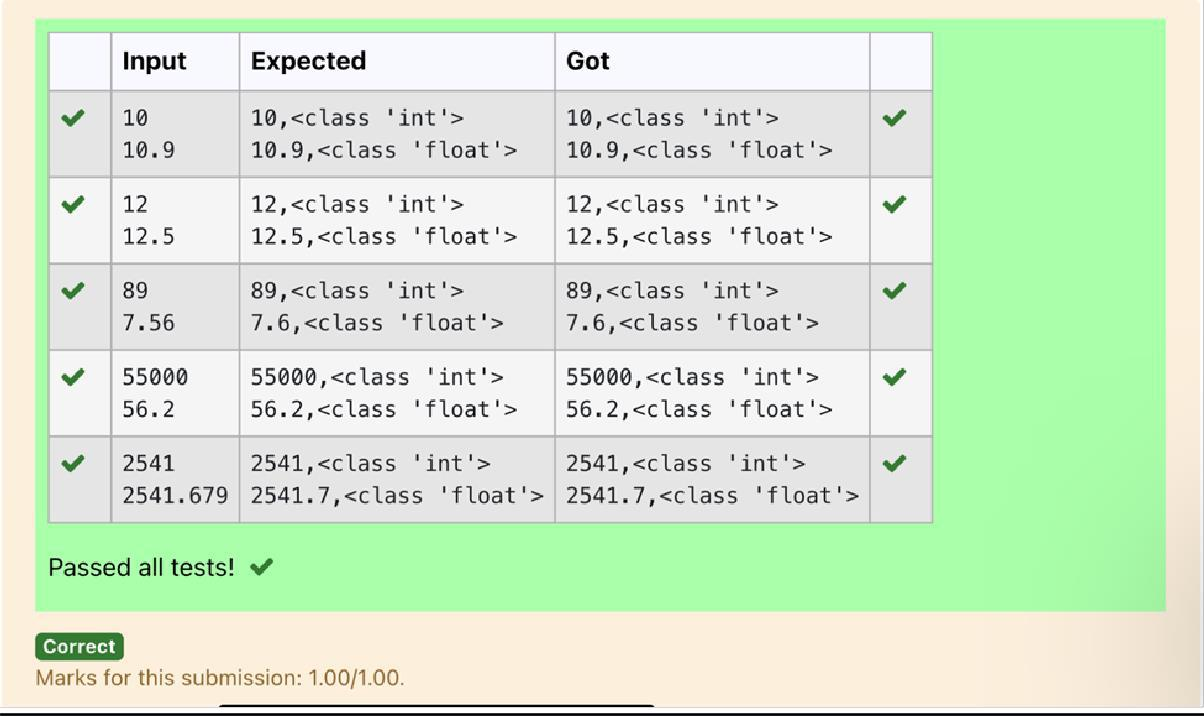 Input Expected Got
10 10,<class 'int'> 10,<class 'int'>
10.9 10.9,<class 'float'> 10.9,<class 'float'>
12 12,<class 'int'> 12,<class 'int'>
12.5 12.5,<class 'float'> 12.5,<class 'float'>
89 89,<class 'int'> 89,<class 'int'>
7.56 7.6,<class 'float'> 7.6,<class 'float'>
55000 55000,<class 'int'> 55000,<class 'int'>
56.2 56.2,<class 'float'> 56.2,<class 'float'>
2541 2541,<class 'int'> 2541,<class 'int'>
2541.679 2541.7,<class 'float'> 2541.7,<class 'float'>
Passed all tests!
Correct
Marks for this submission: 1.00/1.00.